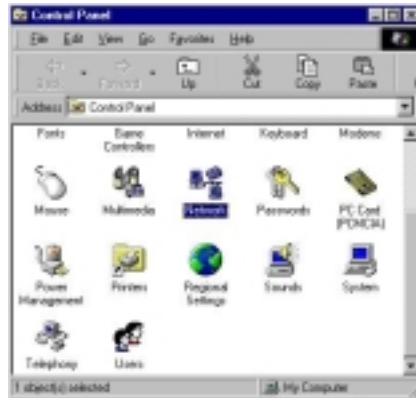 Control Panel
File Edit View Go Favorites Help
Back Forward Up Cut Copy Paste
Address Control Panel
Fonts Game Controllers Internet Keyboard Modems
Mouse Multimedia Network Passwords PC Card (PCMCIA)
Power Management Printers Regional Settings Sounds System
Telephony Users
1 object(s) selected My Computer